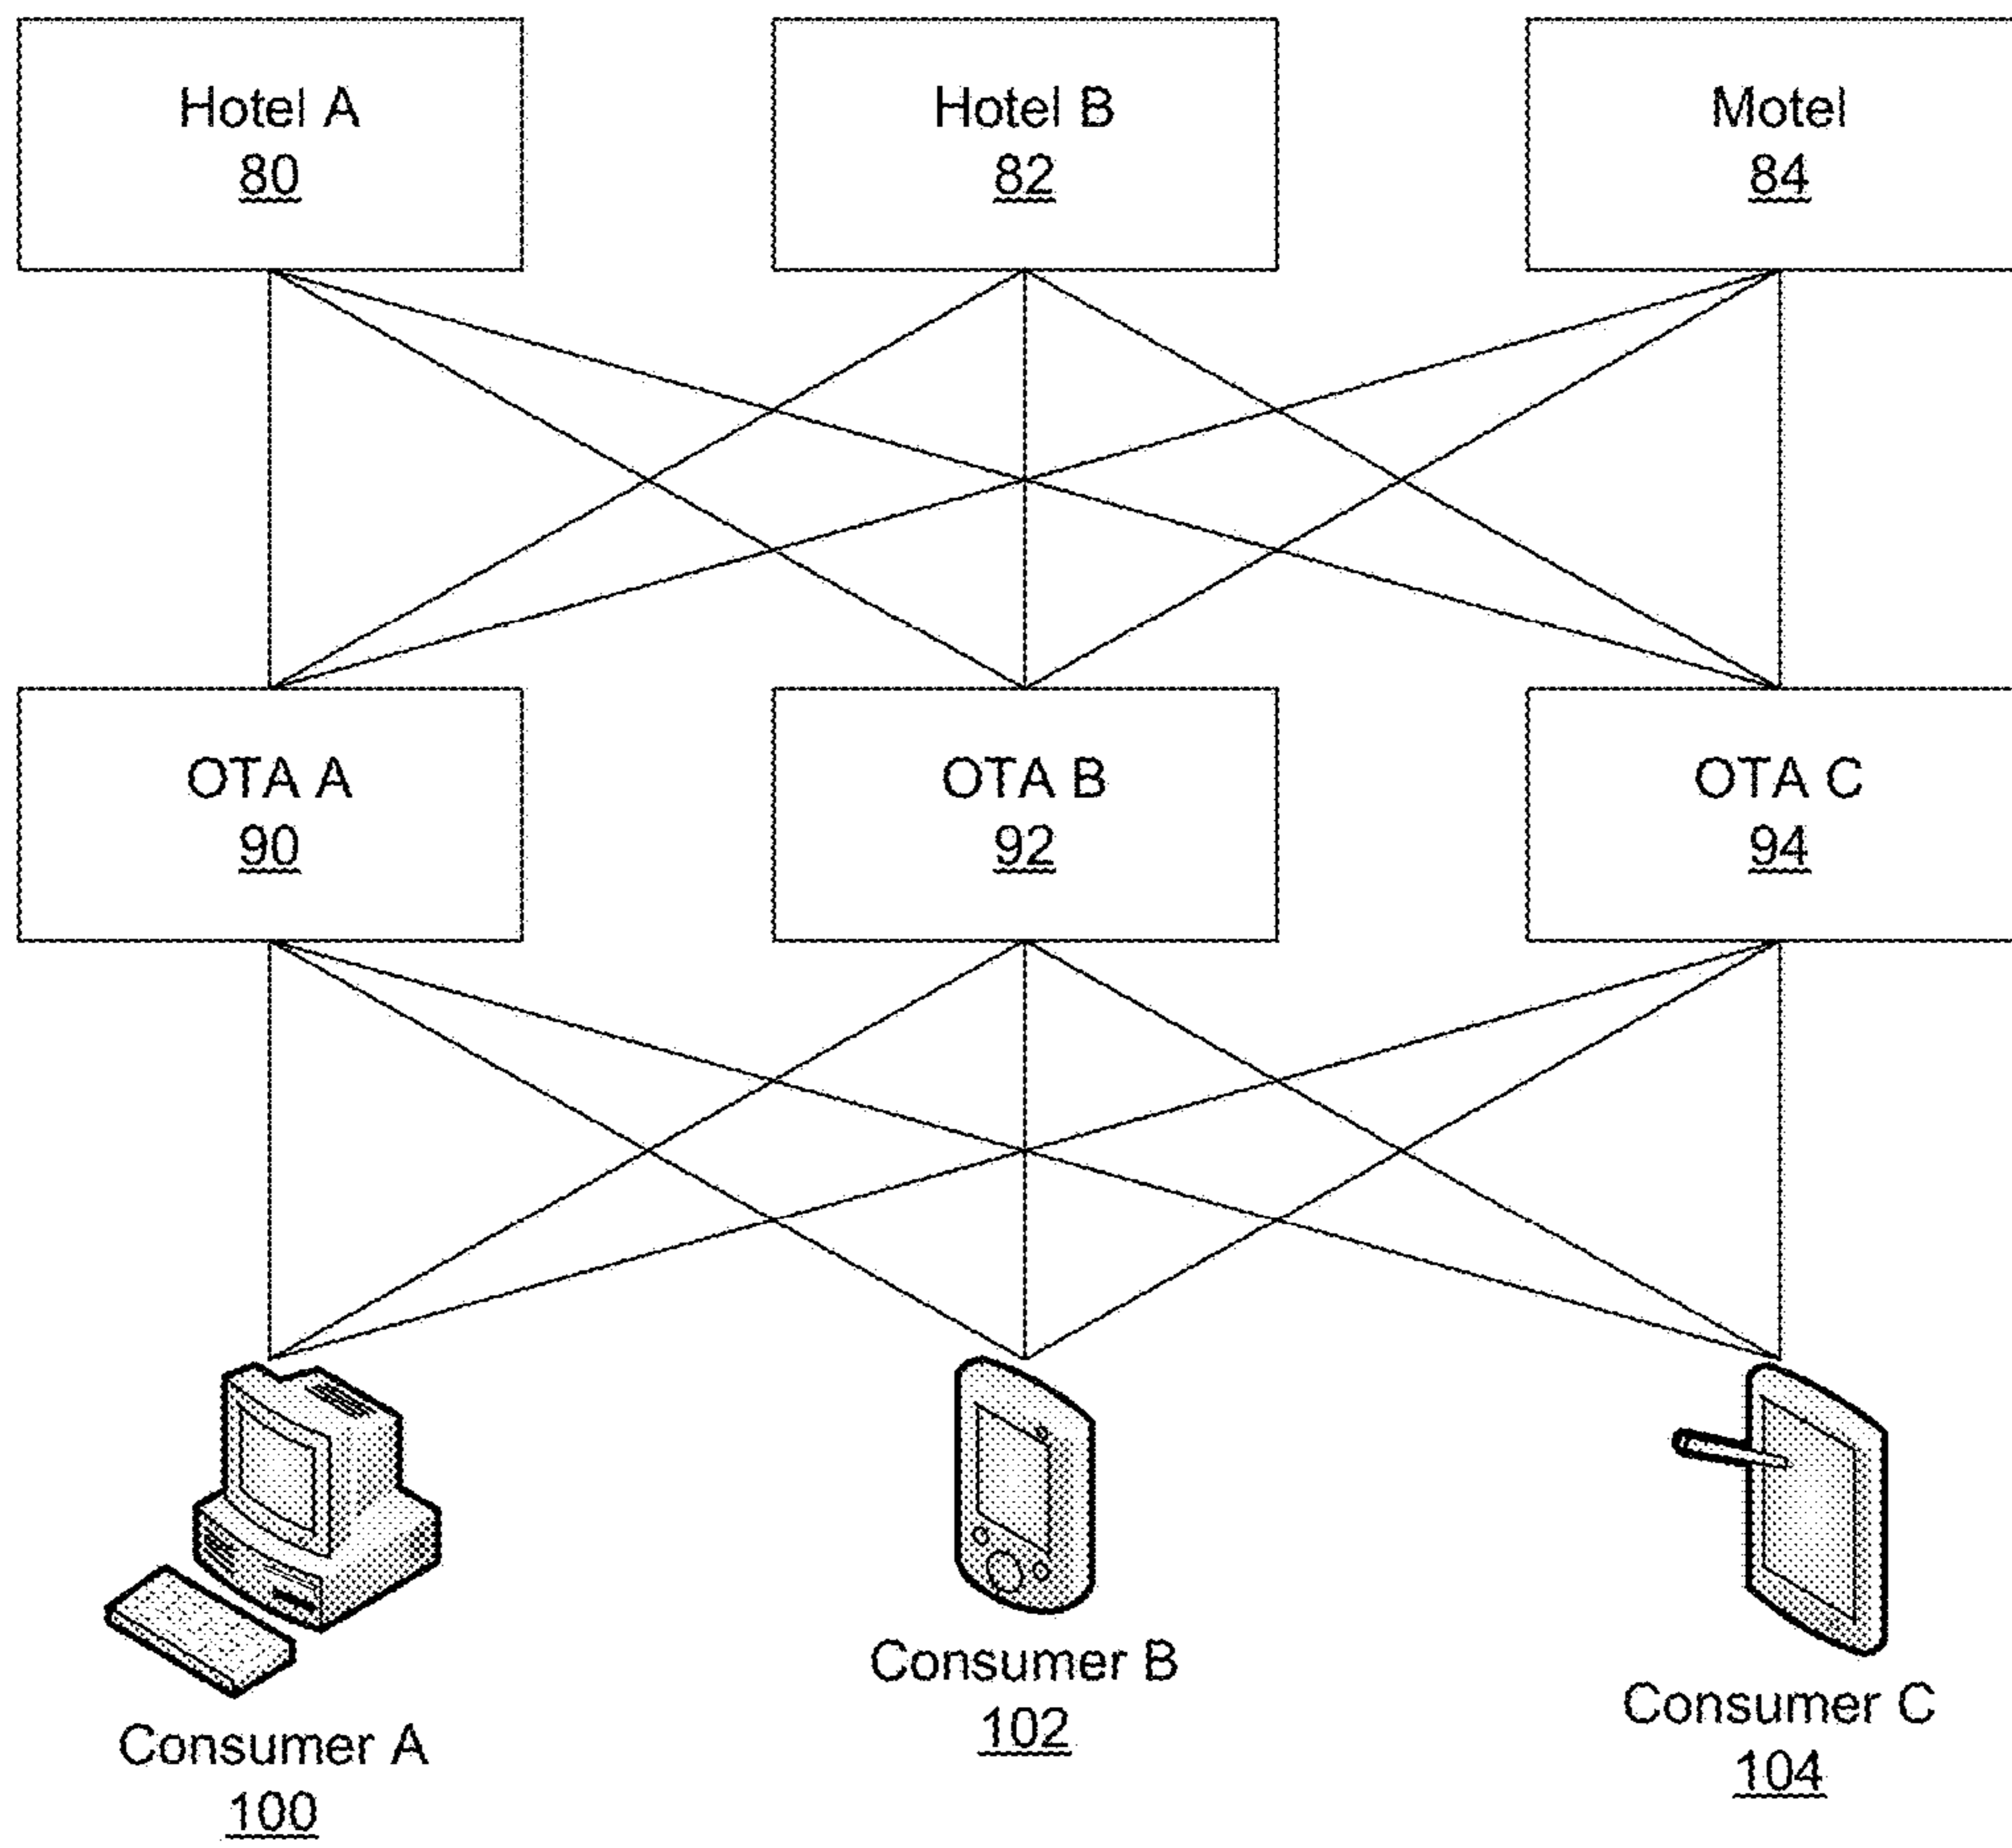 Hotel A
80
Hotel B
82
Motel
84
OTA A
90
OTA B
92
OTA C
94
Consumer A
100
Consumer B
102
Consumer C
104